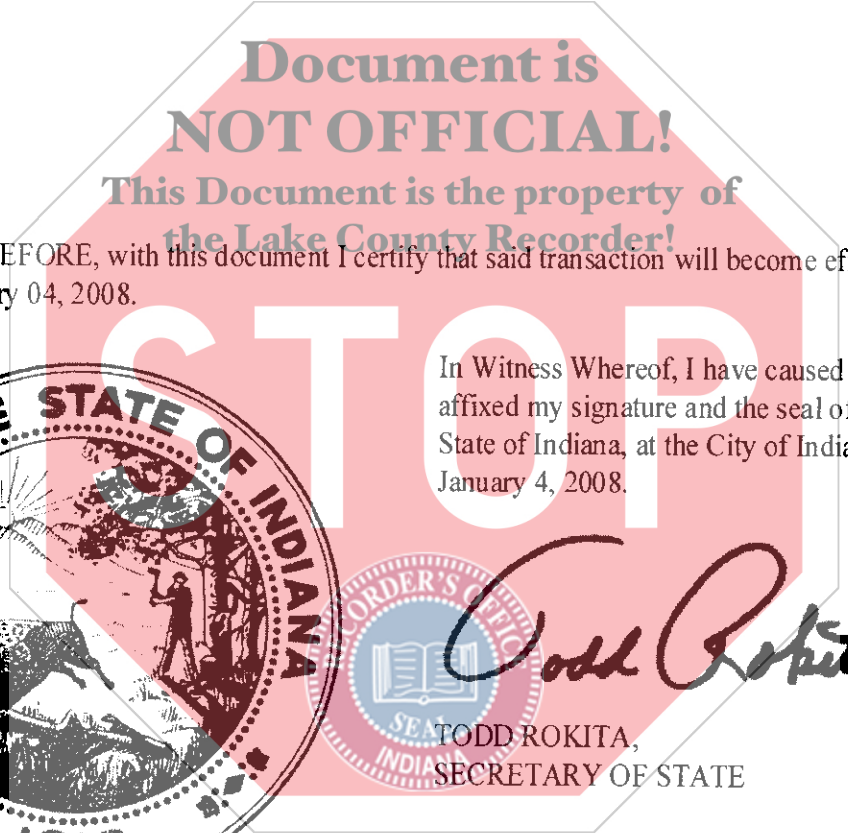 Document is
NOT OFFICIAL!
This Document is the property of
the Lake County Recorder!
EFORE, with this document I certify that said transaction will become ef
ry 04, 2008.
STOP
In Witness Whereof, I have caused
affixed my signature and the seal of
State of Indiana, at the City of India
January 4, 2008.
STATE OF INDIANA
RECORDER'S OFFICE
SEAL
INDIANA
Todd Rokita
TODD ROKITA,
SECRETARY OF STATE